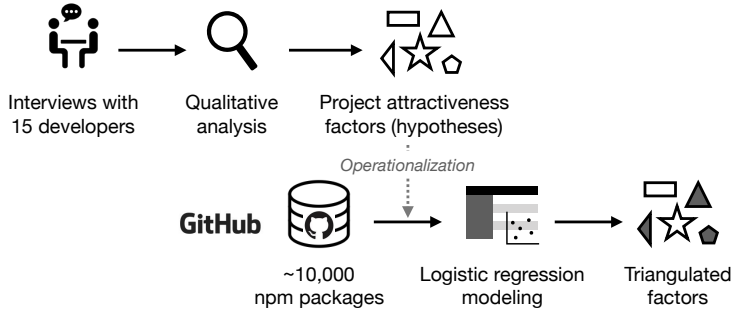 Interviews with
15 developers
Qualitative
analysis
Project attractiveness
factors (hypotheses)
Operationalization
GitHub
~10,000
npm packages
Logistic regression
modeling
Triangulated
factors